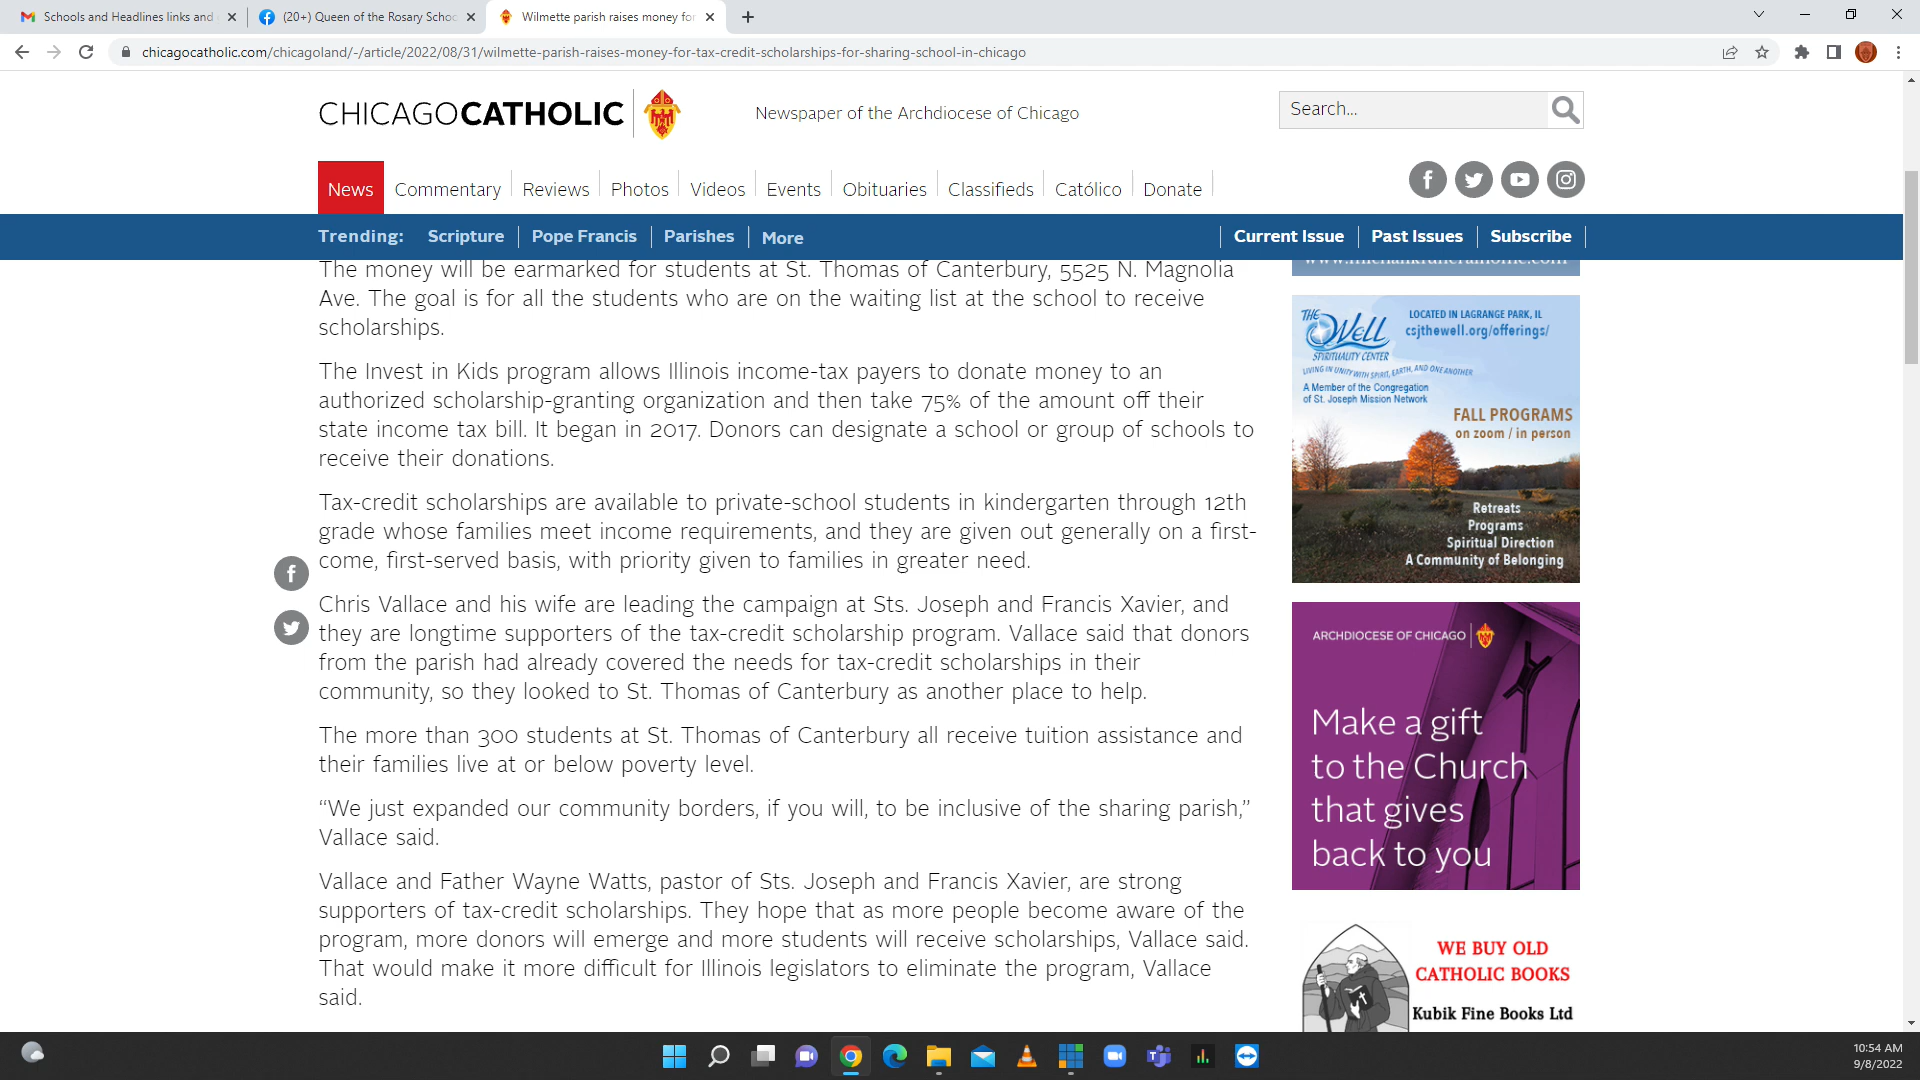 Schools and Headlines links and
(20+) Queen of the Rosary Schoo
Wilmette parish raises money for
chicagocatholic.com/chicagoland/-/article/2022/08/31/wilmette-parish-raises-money-for-tax-credit-scholarships-for-sharing-school-in-chicago
CHICAGOCATHOLIC
Newspaper of the Archdiocese of Chicago
Search...
News Commentary Reviews Photos Videos Events Obituaries Classifieds Católico Donate
Trending: Scripture Pope Francis Parishes More Current Issue Past Issues Subscribe
The money will be earmarked for students at St. Thomas of Canterbury, 5525 N. Magnolia
Ave. The goal is for all the students who are on the waiting list at the school to receive
scholarships.
The Invest in Kids program allows Illinois income-tax payers to donate money to an
authorized scholarship-granting organization and then take 75% of the amount off their
state income tax bill. It began in 2017. Donors can designate a school or group of schools to
receive their donations.
Tax-credit scholarships are available to private-school students in kindergarten through 12th
grade whose families meet income requirements, and they are given out generally on a first-
come, first-served basis, with priority given to families in greater need.
Chris Vallace and his wife are leading the campaign at Sts. Joseph and Francis Xavier, and
they are longtime supporters of the tax-credit scholarship program. Vallace said that donors
from the parish had already covered the needs for tax-credit scholarships in their
community, so they looked to St. Thomas of Canterbury as another place to help.
The more than 300 students at St. Thomas of Canterbury all receive tuition assistance and
their families live at or below poverty level.
“We just expanded our community borders, if you will, to be inclusive of the sharing parish,”
Vallace said.
Vallace and Father Wayne Watts, pastor of Sts. Joseph and Francis Xavier, are strong
supporters of tax-credit scholarships. They hope that as more people become aware of the
program, more donors will emerge and more students will receive scholarships, Vallace said.
That would make it more difficult for Illinois legislators to eliminate the program, Vallace
said.
THE WELL
SPIRITUALITY CENTER
LOCATED IN LAGRANGE PARK, IL
csjthewell.org/offerings/
LIVING IN UNITY WITH SPIRIT, EARTH, AND ONE ANOTHER
A Member of the Congregation
of St. Joseph Mission Network
FALL PROGRAMS
on zoom / in person
Retreats
Programs
Spiritual Direction
A Community of Belonging
ARCHDIOCESE OF CHICAGO
Make a gift
to the Church
that gives
back to you
WE BUY OLD
CATHOLIC BOOKS
Kubik Fine Books Ltd
10:54 AM
9/8/2022